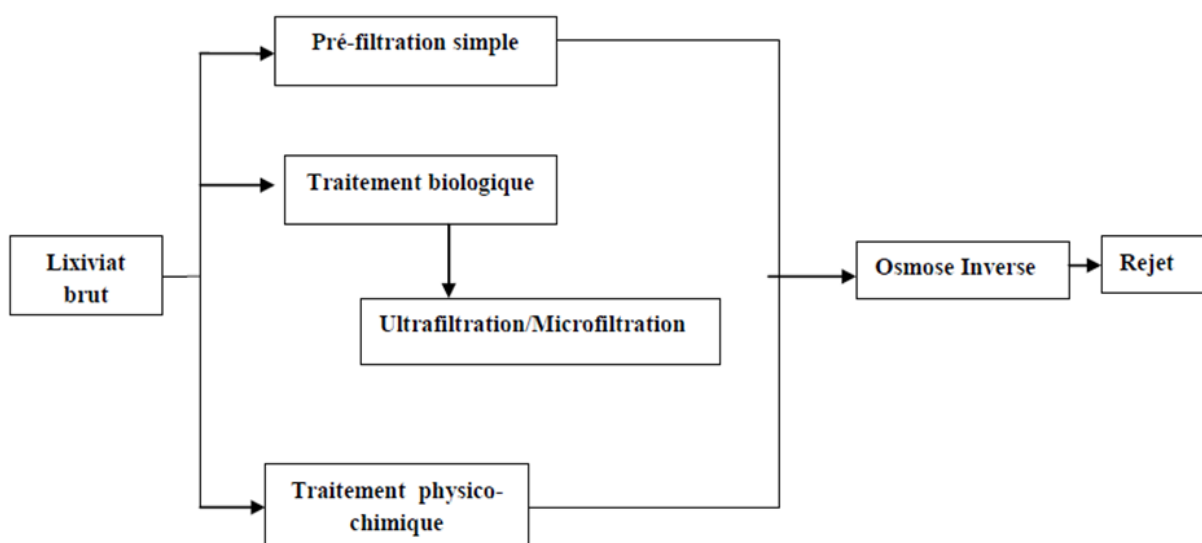 Pré-filtration simple
Traitement biologique
Lixiviat
brut
Osmose Inverse
Rejet
Ultrafiltration/Microfiltration
Traitement physico-
chimique